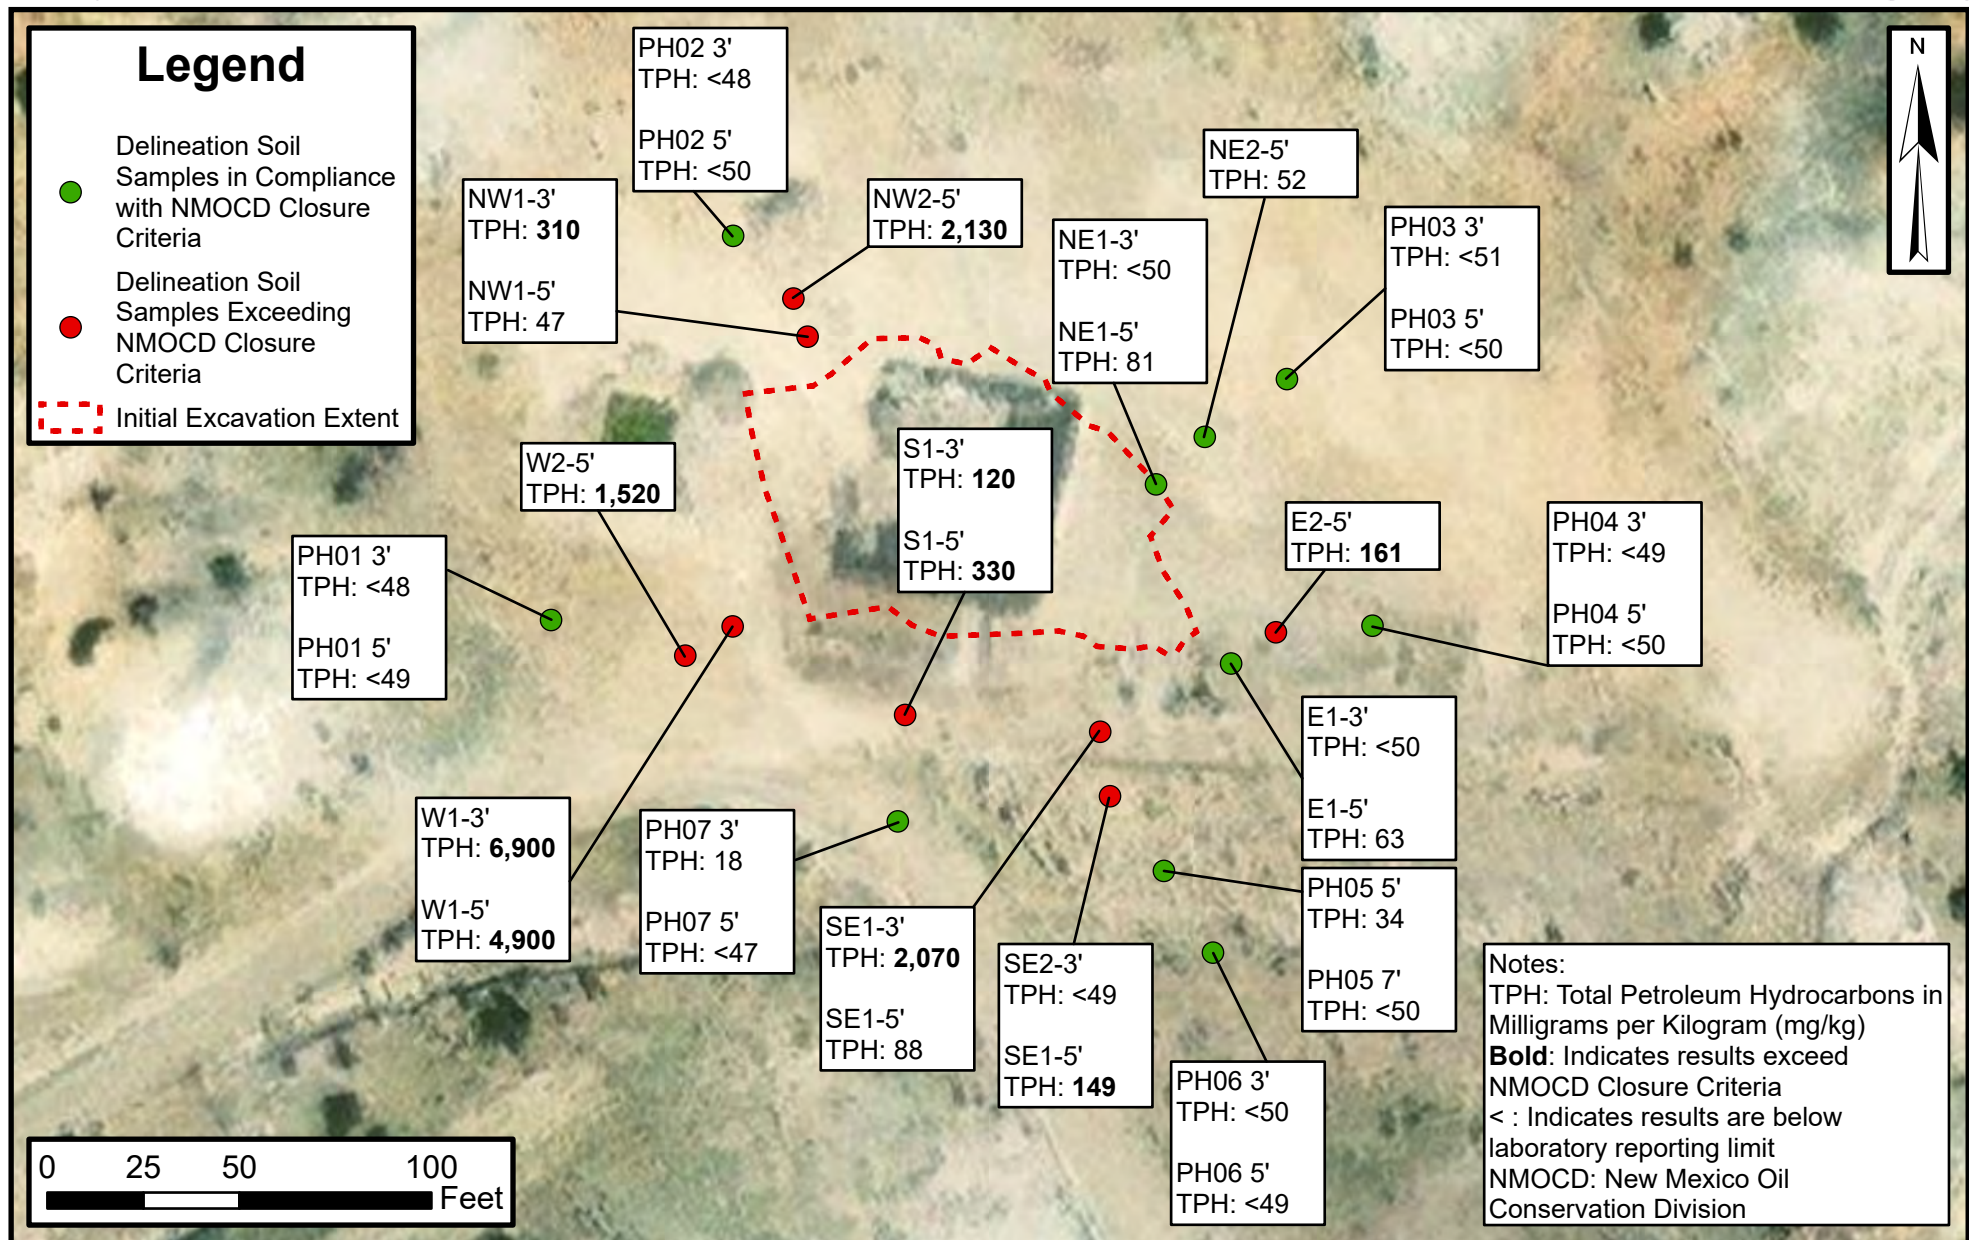 Legend
Delineation Soil
Samples in Compliance
with NMOCD Closure
Criteria
Delineation Soil
Samples Exceeding
NMOCD Closure
Criteria
Initial Excavation Extent
PH02 3'
TPH: <48
PH02 5'
TPH: <50
NW1-3'
TPH: 310
NW1-5'
TPH: 47
NW2-5'
TPH: 2,130
NE2-5'
TPH: 52
NE1-3'
TPH: <50
NE1-5'
TPH: 81
PH03 3'
TPH: <51
PH03 5'
TPH: <50
N
W2-5'
TPH: 1,520
S1-3'
TPH: 120
S1-5'
TPH: 330
E2-5'
TPH: 161
PH04 3'
TPH: <49
PH04 5'
TPH: <50
PH01 3'
TPH: <48
PH01 5'
TPH: <49
E1-3'
TPH: <50
E1-5'
TPH: 63
W1-3'
TPH: 6,900
W1-5'
TPH: 4,900
PH07 3'
TPH: 18
PH07 5'
TPH: <47
SE1-3'
TPH: 2,070
SE1-5'
TPH: 88
SE2-3'
TPH: <49
SE1-5'
TPH: 149
PH05 5'
TPH: 34
PH05 7'
TPH: <50
PH06 3'
TPH: <50
PH06 5'
TPH: <49
Notes:
TPH: Total Petroleum Hydrocarbons in
Milligrams per Kilogram (mg/kg)
Bold: Indicates results exceed
NMOCD Closure Criteria
< : Indicates results are below
laboratory reporting limit
NMOCD: New Mexico Oil
Conservation Division
0 25 50 100
Feet